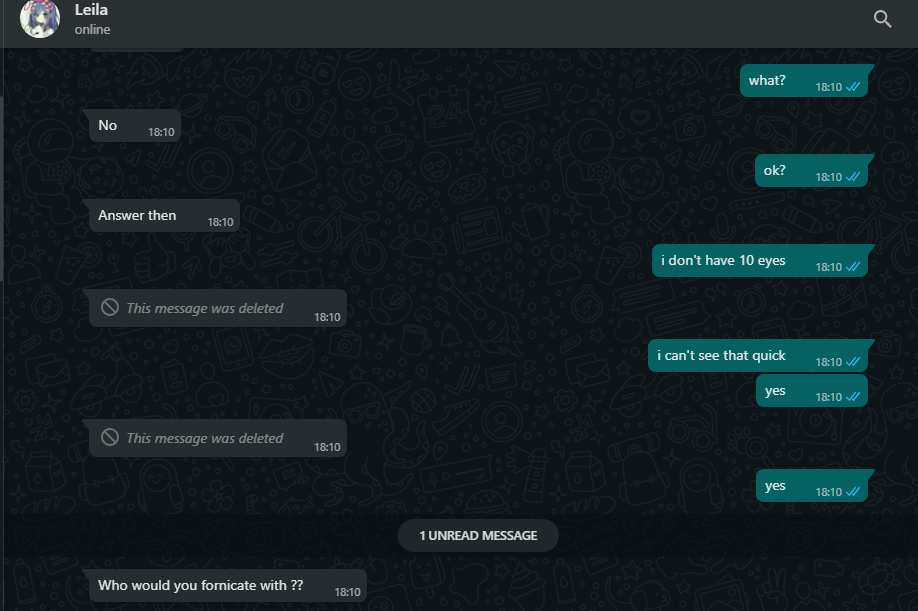 Leila
online
what?
18:10
No
18:10
ok?
18:10
Answer then
18:10
i don't have 10 eyes
18:10
This message was deleted
18:10
i can't see that quick
18:10
yes
18:10
This message was deleted
18:10
yes
18:10
1 UNREAD MESSAGE
Who would you fornicate with ??
18:10